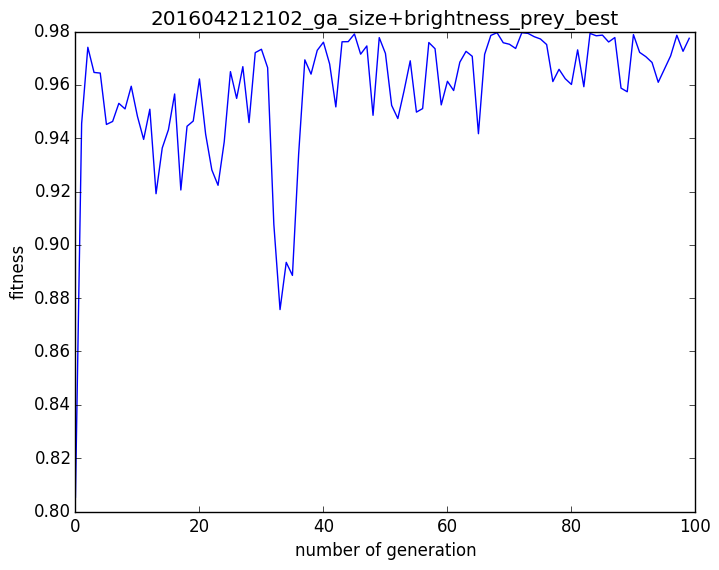 201604212102_ga_size+brightness_prey_best
0.98
0.96
0.94
0.92
0.90
0.88
0.86
0.84
0.82
0.80
fitness
0 20 40 60 80 100
number of generation